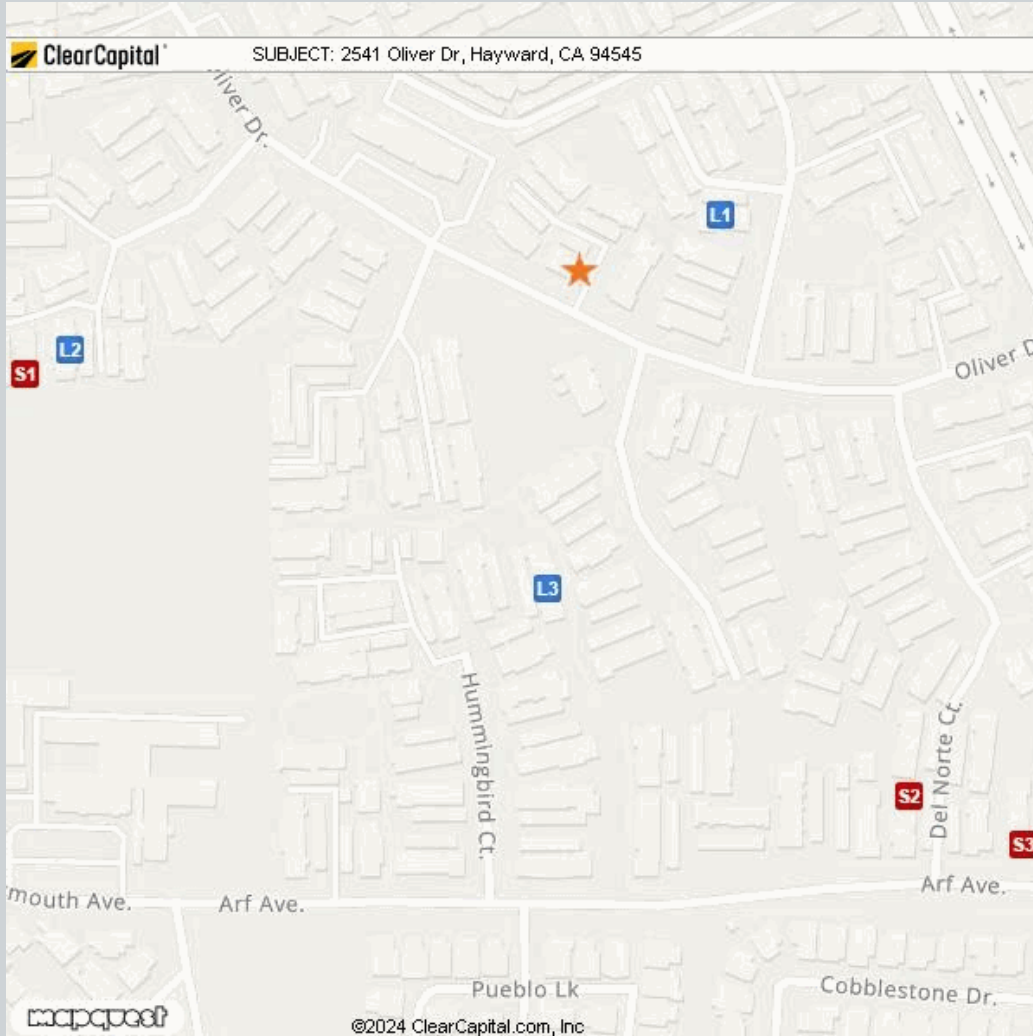 ClearCapital
SUBJECT: 2541 Oliver Dr, Hayward, CA 94545
liver Dr.
L1
L2
S1
Oliver D
L3
Hummingbird Ct.
S2
Del Norte Ct.
S3
mouth Ave.
Arf Ave.
Arf Ave.
Pueblo Lk
Cobblestone Dr.
mapquest
©2024 ClearCapital.com, Inc